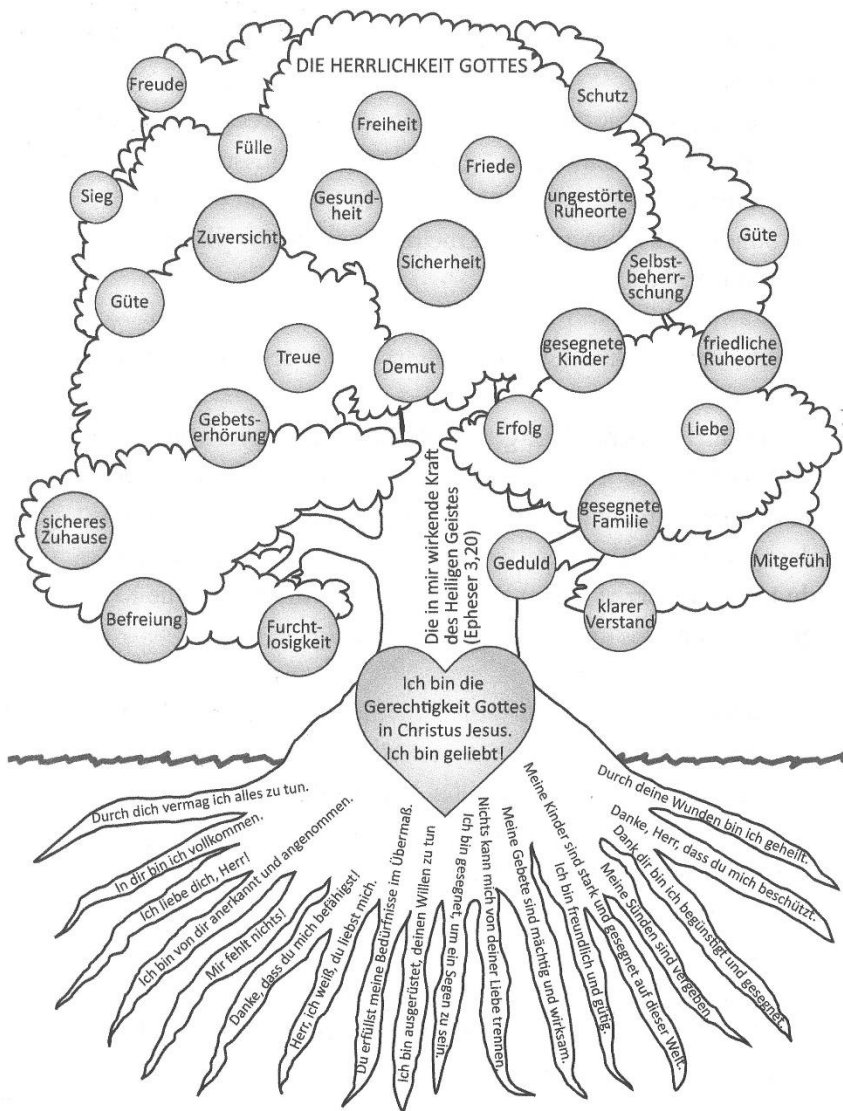 DIE HERRLICHKEIT GOTTES
Freude
Schutz
Freiheit
Fülle
Friede
Sieg
Gesund-
heit
ungestörte
Ruheorte
Zuversicht
Güte
Sicherheit
Selbst-
beherr-
schung
Güte
Treue
Demut
gesegnete
Kinder
friedliche
Ruheorte
Gebets-
erhörung
Erfolg
Liebe
sicheres
Zuhause
gesegnete
Familie
Geduld
Mitgefühl
Befreiung
Furcht-
losigkeit
klarer
Verstand
Die in mir wirkende Kraft
des Heiligen Geistes
(Epheser 3,20)
Ich bin die
Gerechtigkeit Gottes
in Christus Jesus.
Ich bin geliebt!
Durch dich vermag ich alles zu tun.
In dir bin ich vollkommen.
Ich liebe dich, Herr!
Ich bin von dir anerkannt und angenommen.
Mir fehlt nichts!
Danke, dass du mich befähigst!
Herr, ich weiß, du liebst mich.
Du erfüllst meine Bedürfnisse im Übermaß.
Ich bin ausgerüstet, deinen Willen zu tun
Ich bin gesegnet, um ein Segen zu sein.
Nichts kann mich von deiner Liebe trennen.
Meine Gebete sind mächtig und wirksam.
Ich bin freundlich und gütig.
Meine Kinder sind stark und gesegnet auf dieser Welt.
Meine Sünden sind vergeben
Dank dir bin ich begünstigt und gesegnet.
Danke, Herr, dass du mich beschützt.
Durch deine Wunden bin ich geheilt.